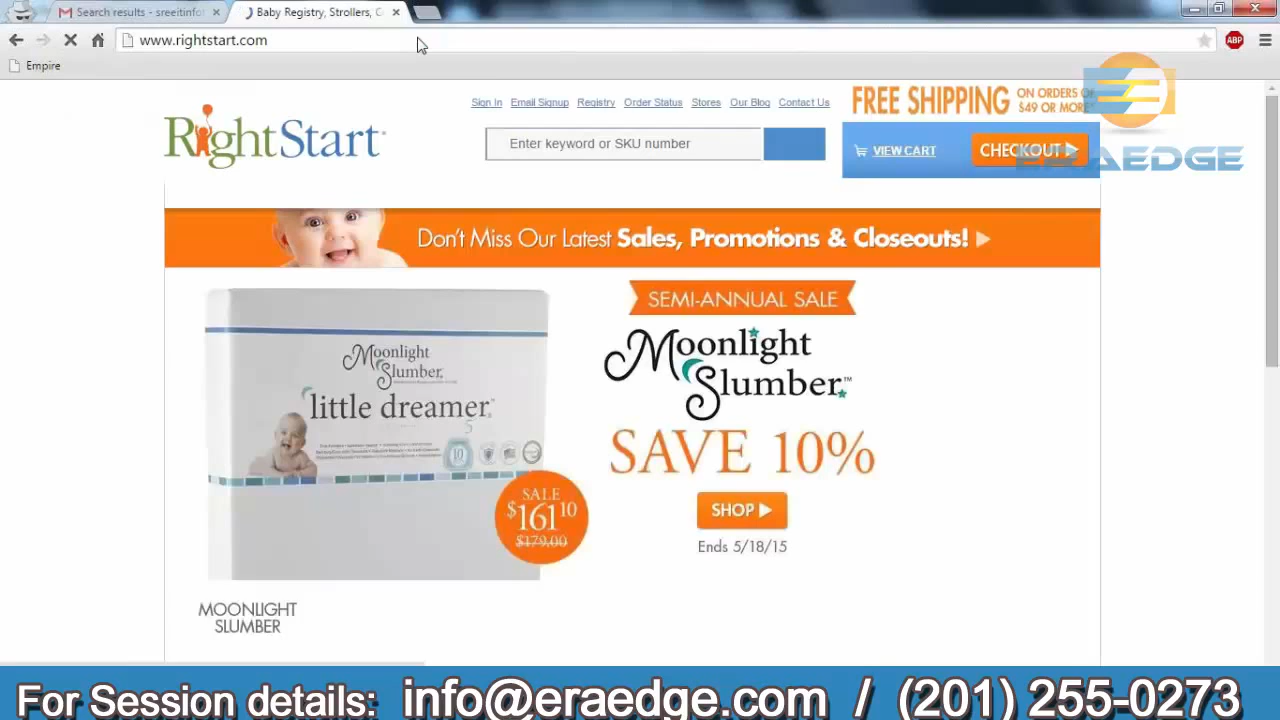 Search results - sreeitinfo
Baby Registry, Strollers, C
www.rightstart.com
ABP
Empire
Sign In Email Signup Registry Order Status Stores Our Blog Contact Us
FREE SHIPPING ON ORDERS OF $49 OR MORE
RightStart
Enter keyword or SKU number
VIEW CART
CHECKOUT
ERAEDGE
Don't Miss Our Latest Sales, Promotions & Closeouts!
SEMI-ANNUAL SALE
Moonlight
Slumber™
SAVE 10%
SHOP
Ends 5/18/15
Moonlight
Slumber
little dreamer
10
SALE
$161.10
$179.00
MOONLIGHT
SLUMBER
For Session details: info@eraedge.com / (201) 255-0273